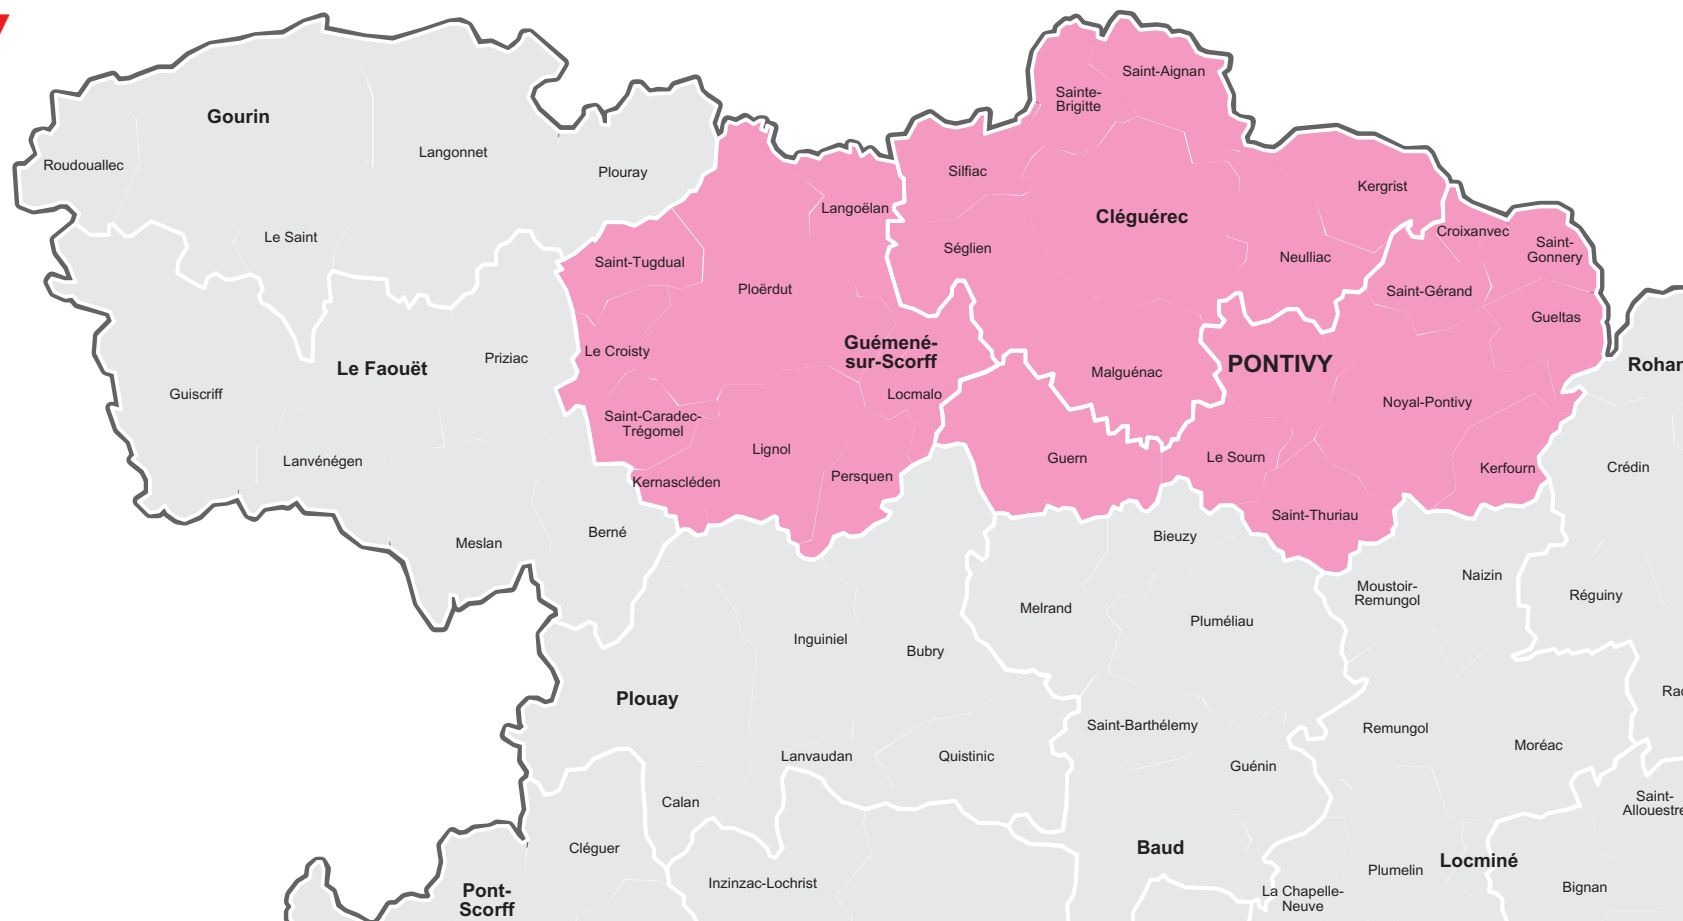 Saint-Aignan
Sainte-
Brigitte
Gourin
Langonnet
Roudouallec
Plouray
Silfiac
Kergrist
Langoëlan
Cléguérec
Croixanvec
Le Saint
Séglien
Saint-
Gonnery
Neulliac
Saint-Tugdual
Ploërdut
Saint-Gérand
Gueltas
Guémené-
sur-Scorff
Le Croisty
Priziac
Le Faouët
PONTIVY
Rohan
Malguénac
Guiscriff
Locmalo
Noyal-Pontivy
Saint-Caradec-
Trégomel
Lignol
Lanvénégen
Guern
Le Sourn
Kerfourn
Crédin
Persquen
Kernascléden
Saint-Thuriau
Berné
Bieuzy
Meslan
Naizin
Moustoir-
Remungol
Réguiny
Melrand
Pluméliau
Inguiniel
Bubry
Plouay
Saint-Barthélemy
Remungol
Moréac
Lanvaudan
Quistinic
Guénin
Calan
Saint-
Allouestre
Cléguer
Baud
Locminé
Plumelin
Inzinzac-Lochrist
Bignan
Pont-
Scorff
La Chapelle-
Neuve